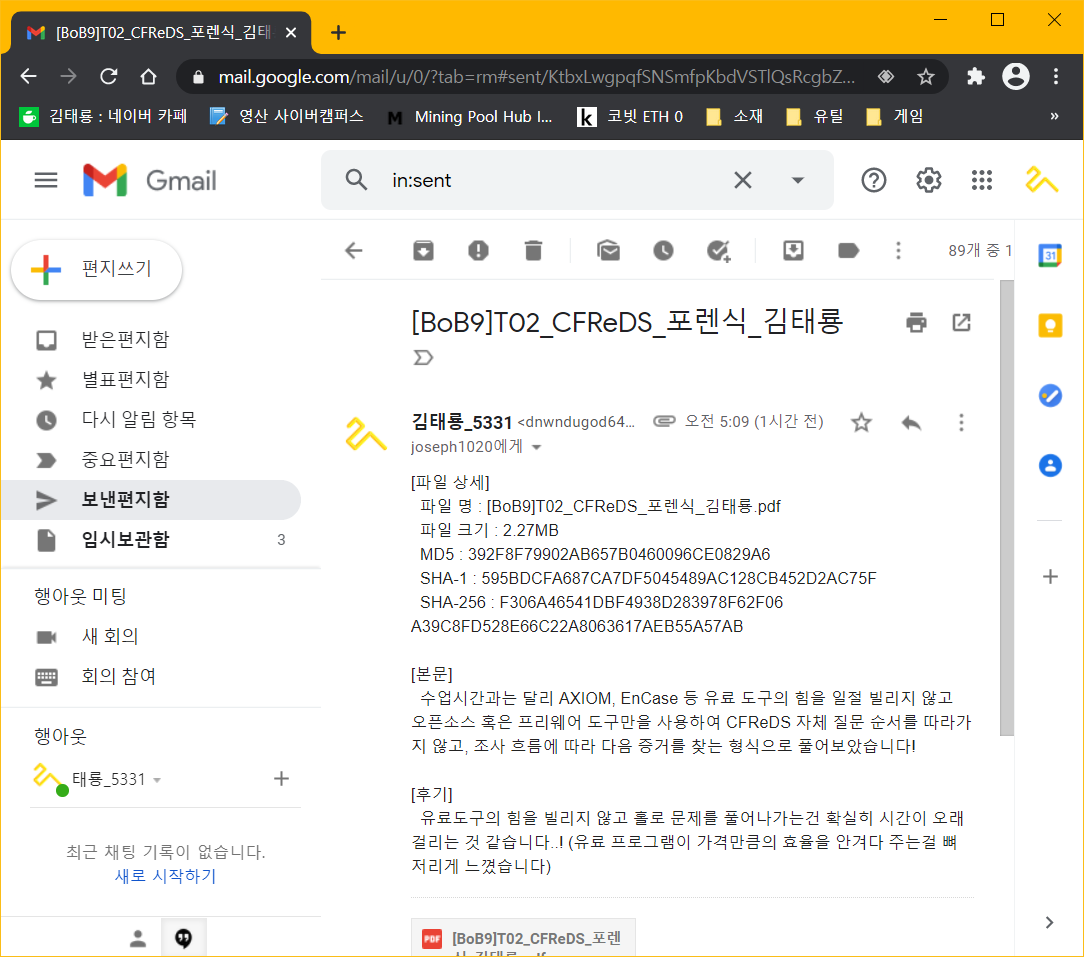 [BoB9]T02_CFReDS_포렌식_김태
mail.google.com/mail/u/0/?tab=rm#sent/KtbxLwgpqfSNSmfpKbdVSTlQsRcgbZ...
김태룡 : 네이버 카페 영산 사이버캠퍼스 M Mining Pool Hub I... k 코빗 ETH 0 소재 유틸 게임 »
Gmail
in:sent
편지쓰기
89개 중 1
31
받은편지함
별표편지함
다시 알림 항목
중요편지함
보낸편지함
임시보관함 3
행아웃 미팅
새 회의
회의 참여
행아웃
태룡_5331
최근 채팅 기록이 없습니다.
새로 시작하기
[BoB9]T02_CFReDS_포렌식_김태룡
김태룡_5331 <dnwndugod64... 오전 5:09 (1시간 전)
joseph1020에게
[파일 상세]
파일 명 : [BoB9]T02_CFReDS_포렌식_김태룡.pdf
파일 크기 : 2.27MB
MD5 : 392F8F79902AB657B0460096CE0829A6
SHA-1 : 595BDCFA687CA7DF5045489AC128CB452D2AC75F
SHA-256 : F306A46541DBF4938D283978F62F06
A39C8FD528E66C22A8063617AEB55A57AB
[본문]
수업시간과는 달리 AXIOM, EnCase 등 유료 도구의 힘을 일절 빌리지 않고
오픈소스 혹은 프리웨어 도구만을 사용하여 CFReDS 자체 질문 순서를 따라가
지 않고, 조사 흐름에 따라 다음 증거를 찾는 형식으로 풀어보았습니다!
[후기]
유료도구의 힘을 빌리지 않고 홀로 문제를 풀어나가는건 확실히 시간이 오래
걸리는 것 같습니다..! (유료 프로그램이 가격만큼의 효율을 안겨다 주는걸 뼈
저리게 느꼈습니다)
PDF [BoB9]T02_CFReDS_포렌